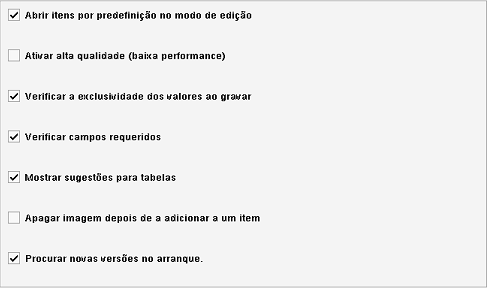 Abrir itens por predefinição no modo de edição
Ativar alta qualidade (baixa performance)
Verificar a exclusividade dos valores ao gravar
Verificar campos requeridos
Mostrar sugestões para tabelas
Apagar imagem depois de a adicionar a um item
Procurar novas versões no arranque.